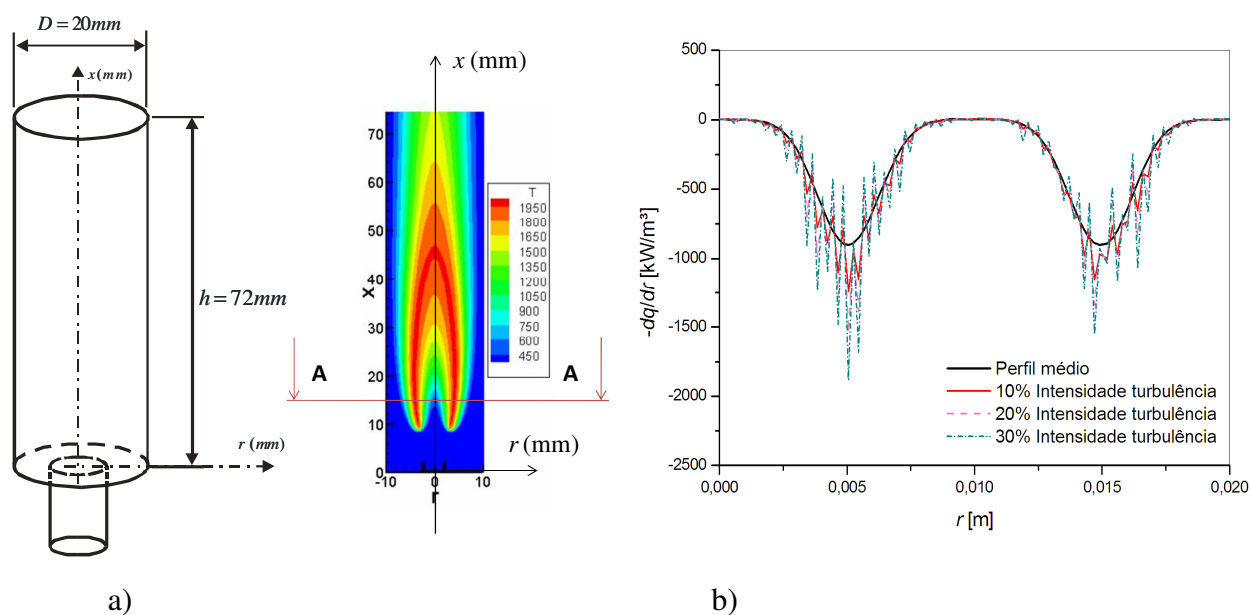 D = 20mm
x(mm)
h = 72mm
r (mm)
x (mm)
70
60
50
40
30
20
10
0
X
-10
0
10
r
r (mm)
A
A
T
1950
1800
1650
1500
1350
1200
1050
900
750
600
450
a)
500
0
-500
-1000
-1500
-2000
-2500
-dq/dr [kW/m³]
Perfil médio
10% Intensidade turbulência
20% Intensidade turbulência
30% Intensidade turbulência
0,000
0,005
0,010
0,015
0,020
r [m]
b)